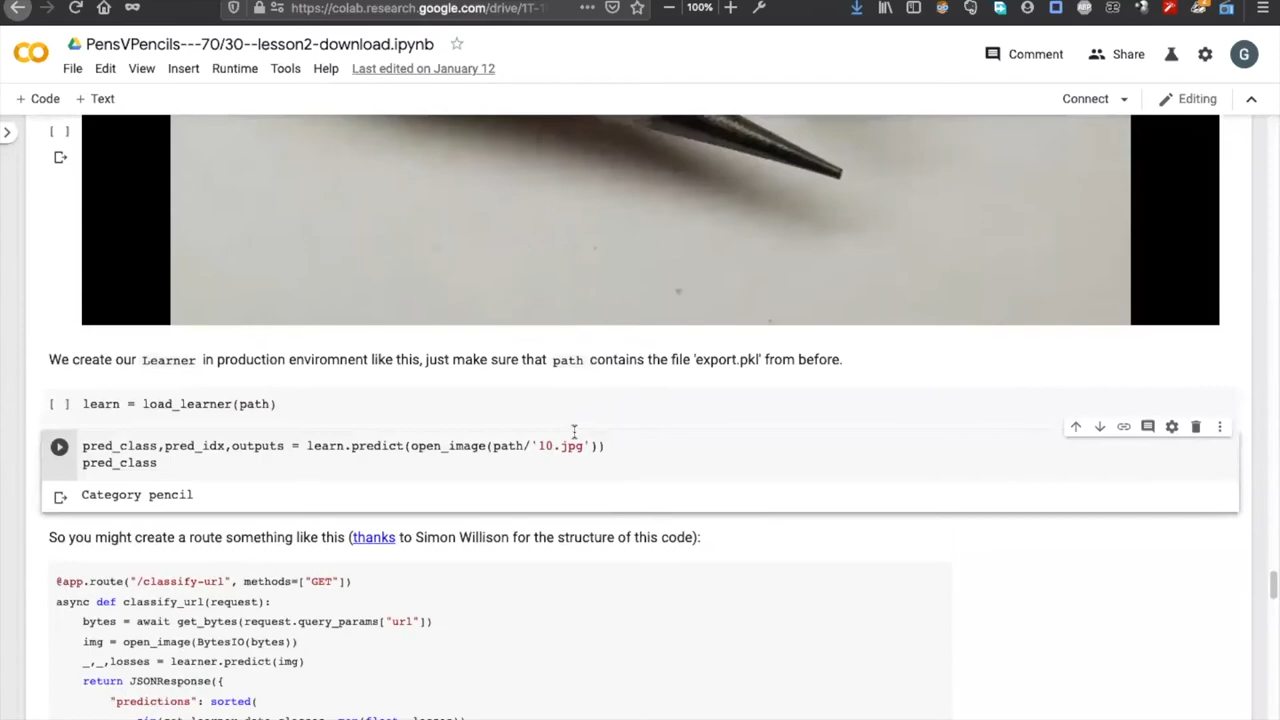 https://colab.research.google.com/drive/1T-1
100%
PensVPencils---70/30--lesson2-download.ipynb
Comment
Share
G
File Edit View Insert Runtime Tools Help Last edited on January 12
+ Code + Text
Connect
Editing
[ ]
We create our Learner in production enviromnent like this, just make sure that path contains the file 'export.pkl' from before.
[ ] learn = load_learner(path)
pred_class,pred_idx,outputs = learn.predict(open_image(path/'10.jpg'))
pred_class
Category pencil
So you might create a route something like this (thanks to Simon Willison for the structure of this code):
@app.route("/classify-url", methods=["GET"])
async def classify_url(request):
bytes = await get_bytes(request.query_params["url"])
img = open_image(BytesIO(bytes))
_,_,losses = learner.predict(img)
return JSONResponse({
"predictions": sorted(